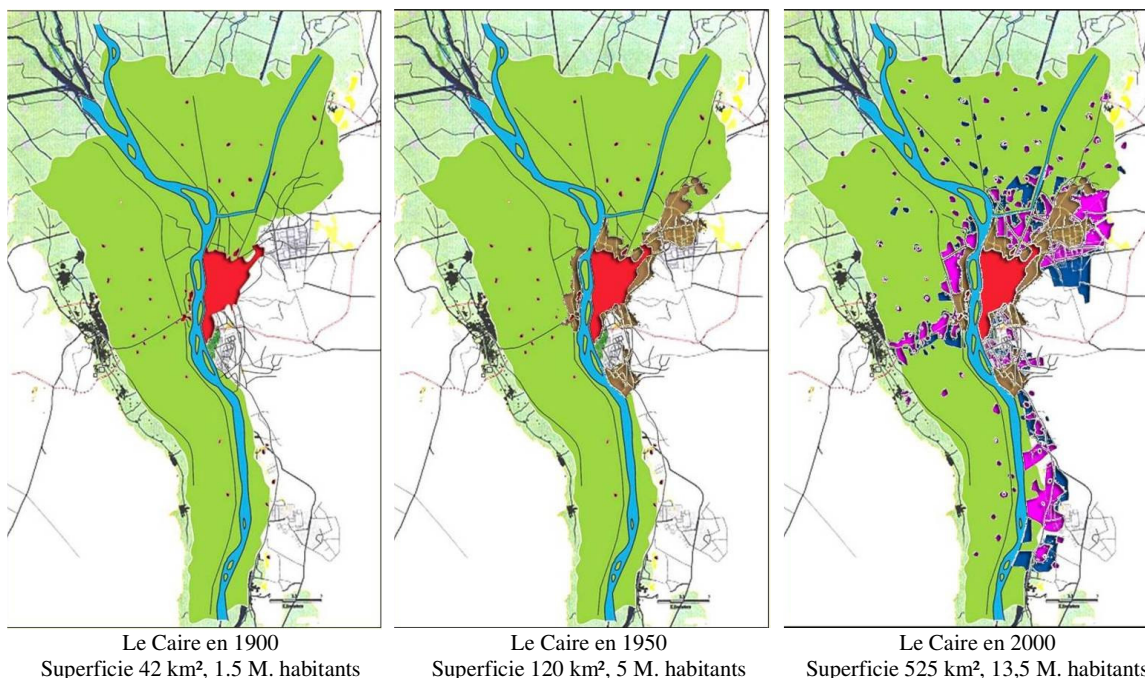 Le Caire en 1900
Superficie 42 km², 1.5 M. habitants
Le Caire en 1950
Superficie 120 km², 5 M. habitants
Le Caire en 2000
Superficie 525 km², 13,5 M. habitants